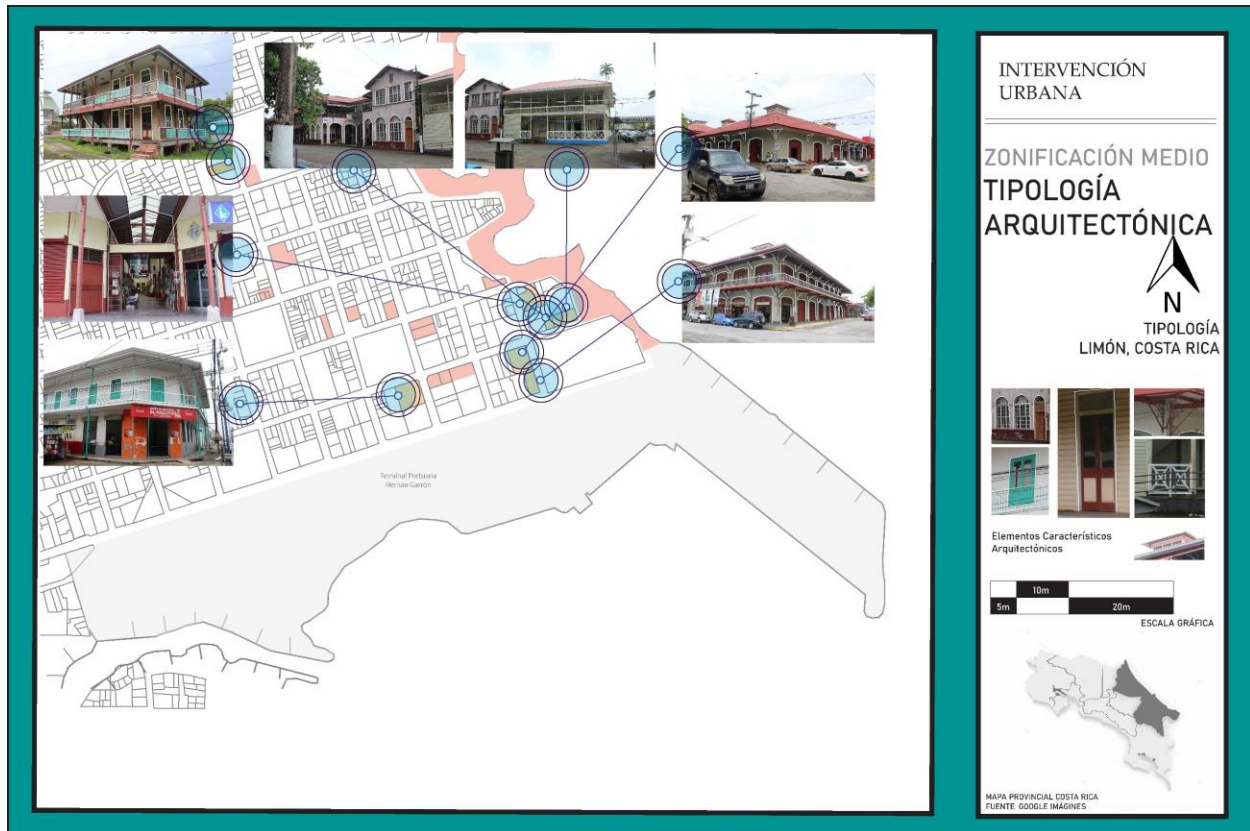 INTERVENCIÓN
URBANA
ZONIFICACIÓN MEDIO
TIPOLOGÍA
ARQUITECTÓNICA
N
TIPOLOGÍA
LIMÓN, COSTA RICA
Terminal Portuaria
Hernán Garrón
Elementos Característicos
Arquitectónicos
10m
5m
20m
ESCALA GRÁFICA
MAPA PROVINCIAL COSTA RICA
FUENTE: GOOGLE IMÁGINES